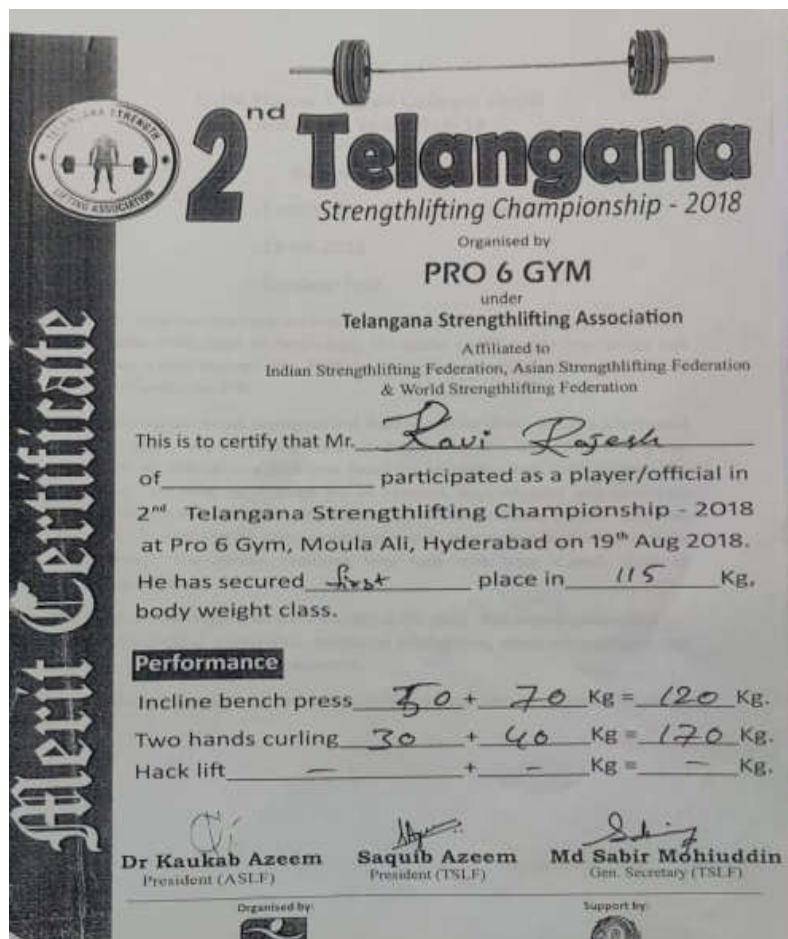 TELANGANA STRENGTH
LIFTING ASSOCIATION
2nd Telangana
Strengthlifting Championship - 2018
Organised by
PRO 6 GYM
under
Telangana Strengthlifting Association
Affiliated to
Indian Strengthlifting Federation, Asian Strengthlifting Federation
& World Strengthlifting Federation
Merit Certificate
This is to certify that Mr. Ravi Rajesh
of participated as a player/official in
2nd Telangana Strengthlifting Championship - 2018
at Pro 6 Gym, Moula Ali, Hyderabad on 19th Aug 2018.
He has secured first place in 115 Kg.
body weight class.
Performance
Incline bench press 50 + 70 Kg = 120 Kg.
Two hands curling 30 + 40 Kg = 170 Kg.
Hack lift - + - Kg = - Kg.
Dr Kaukab Azeem Saquib Azeem Md Sabir Mohiuddin
President (ASLF) President (TSLF) Gen. Secretary (TSLF)
Organised by: Support by: